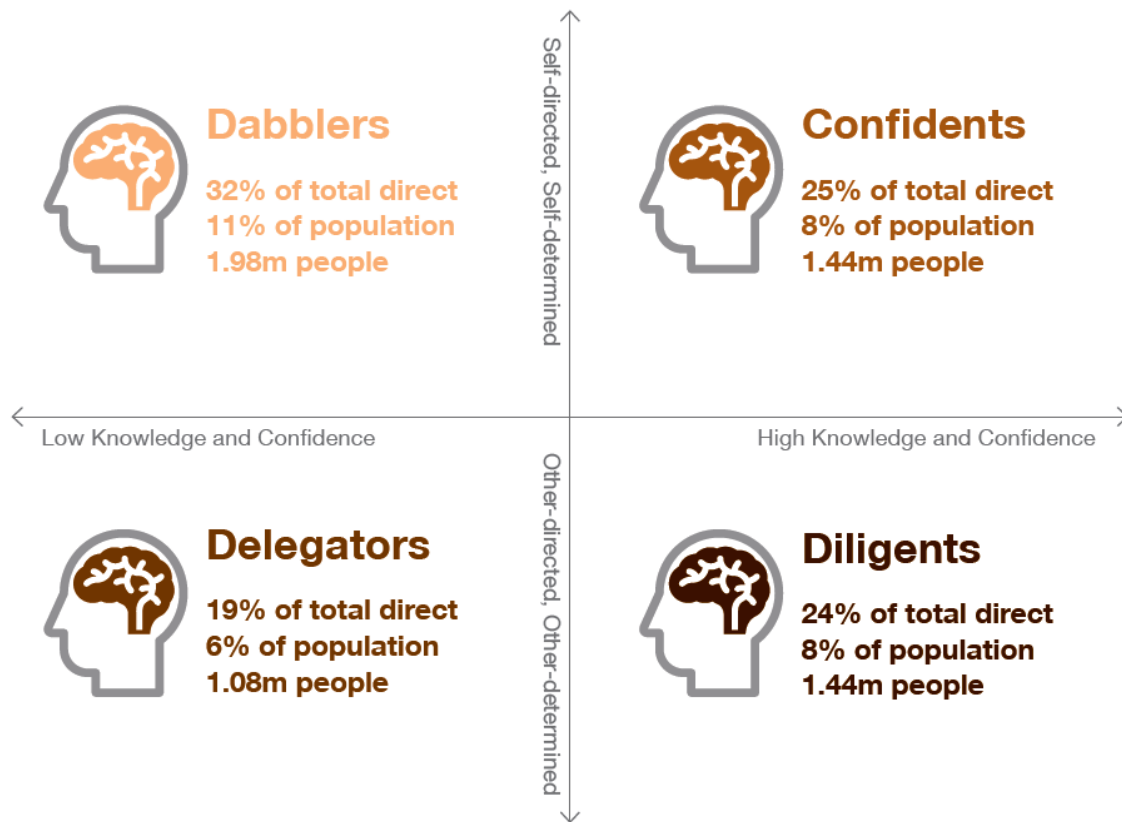 Self-directed, Self-determined
Dabblers
32% of total direct
11% of population
1.98m people
Confidents
25% of total direct
8% of population
1.44m people
Low Knowledge and Confidence
High Knowledge and Confidence
Other-directed, Other-determined
Delegators
19% of total direct
6% of population
1.08m people
Diligents
24% of total direct
8% of population
1.44m people